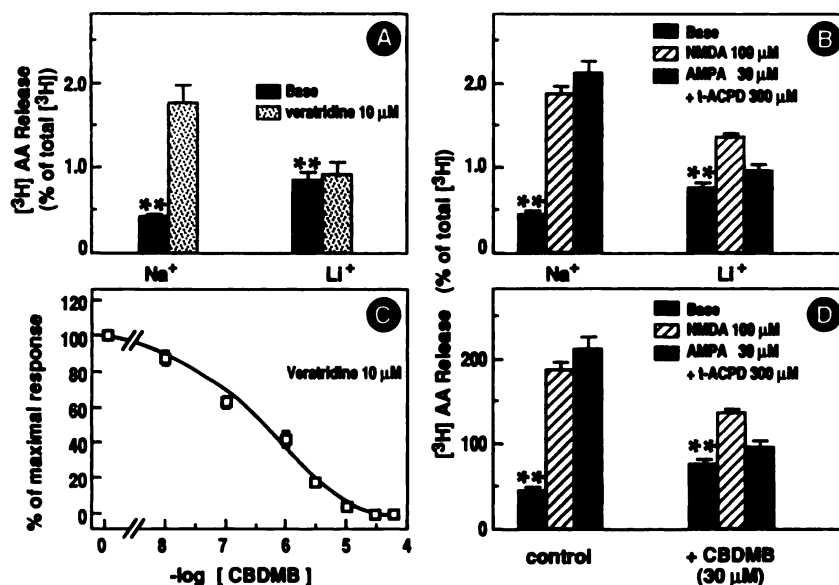 A
[³H] AA Release
(% of total [³H])
2.0
1.0
0
Base
veratridine 10 µM
**
**
Na⁺
Li⁺
B
(% of total [³H])
2.0
1.0
0
Base
NMDA 100 µM
AMPA 30 µM
+ t-ACPD 300 µM
**
**
Na⁺
Li⁺
C
% of maximal response
120
100
80
60
40
20
0
Veratridine 10 µM
0
8
7
6
5
4
-log [ CBDMB ]
D
[³H] AA Release
200
100
0
Base
NMDA 100 µM
AMPA 30 µM
+ t-ACPD 300 µM
**
**
control
+ CBDMB
(30 µM)